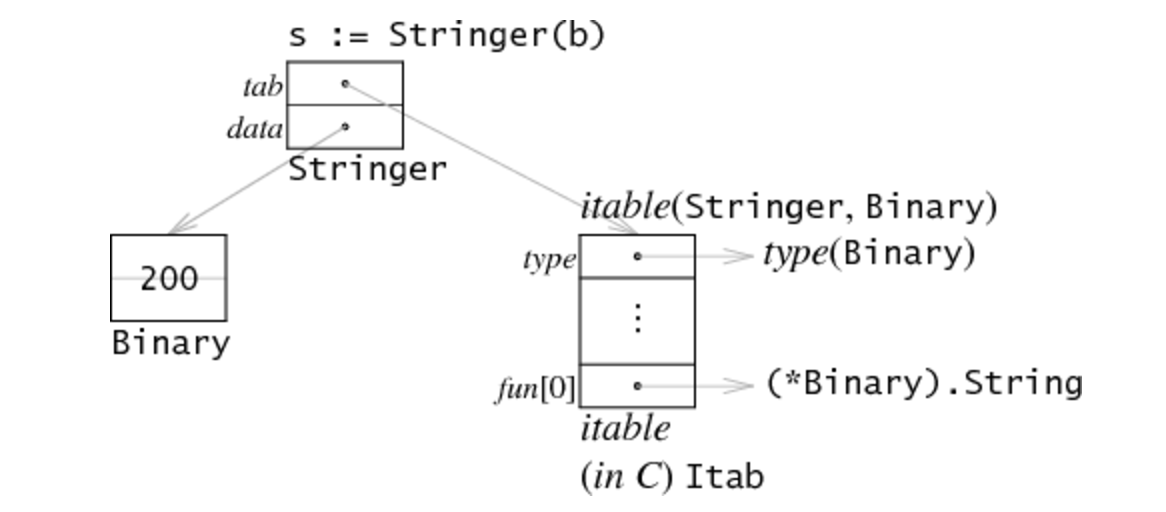 s := Stringer(b)
tab
data
Stringer
itable(Stringer, Binary)
type
type(Binary)
200
Binary
⋮
fun[0]
(*Binary).String
itable
(in C) Itab